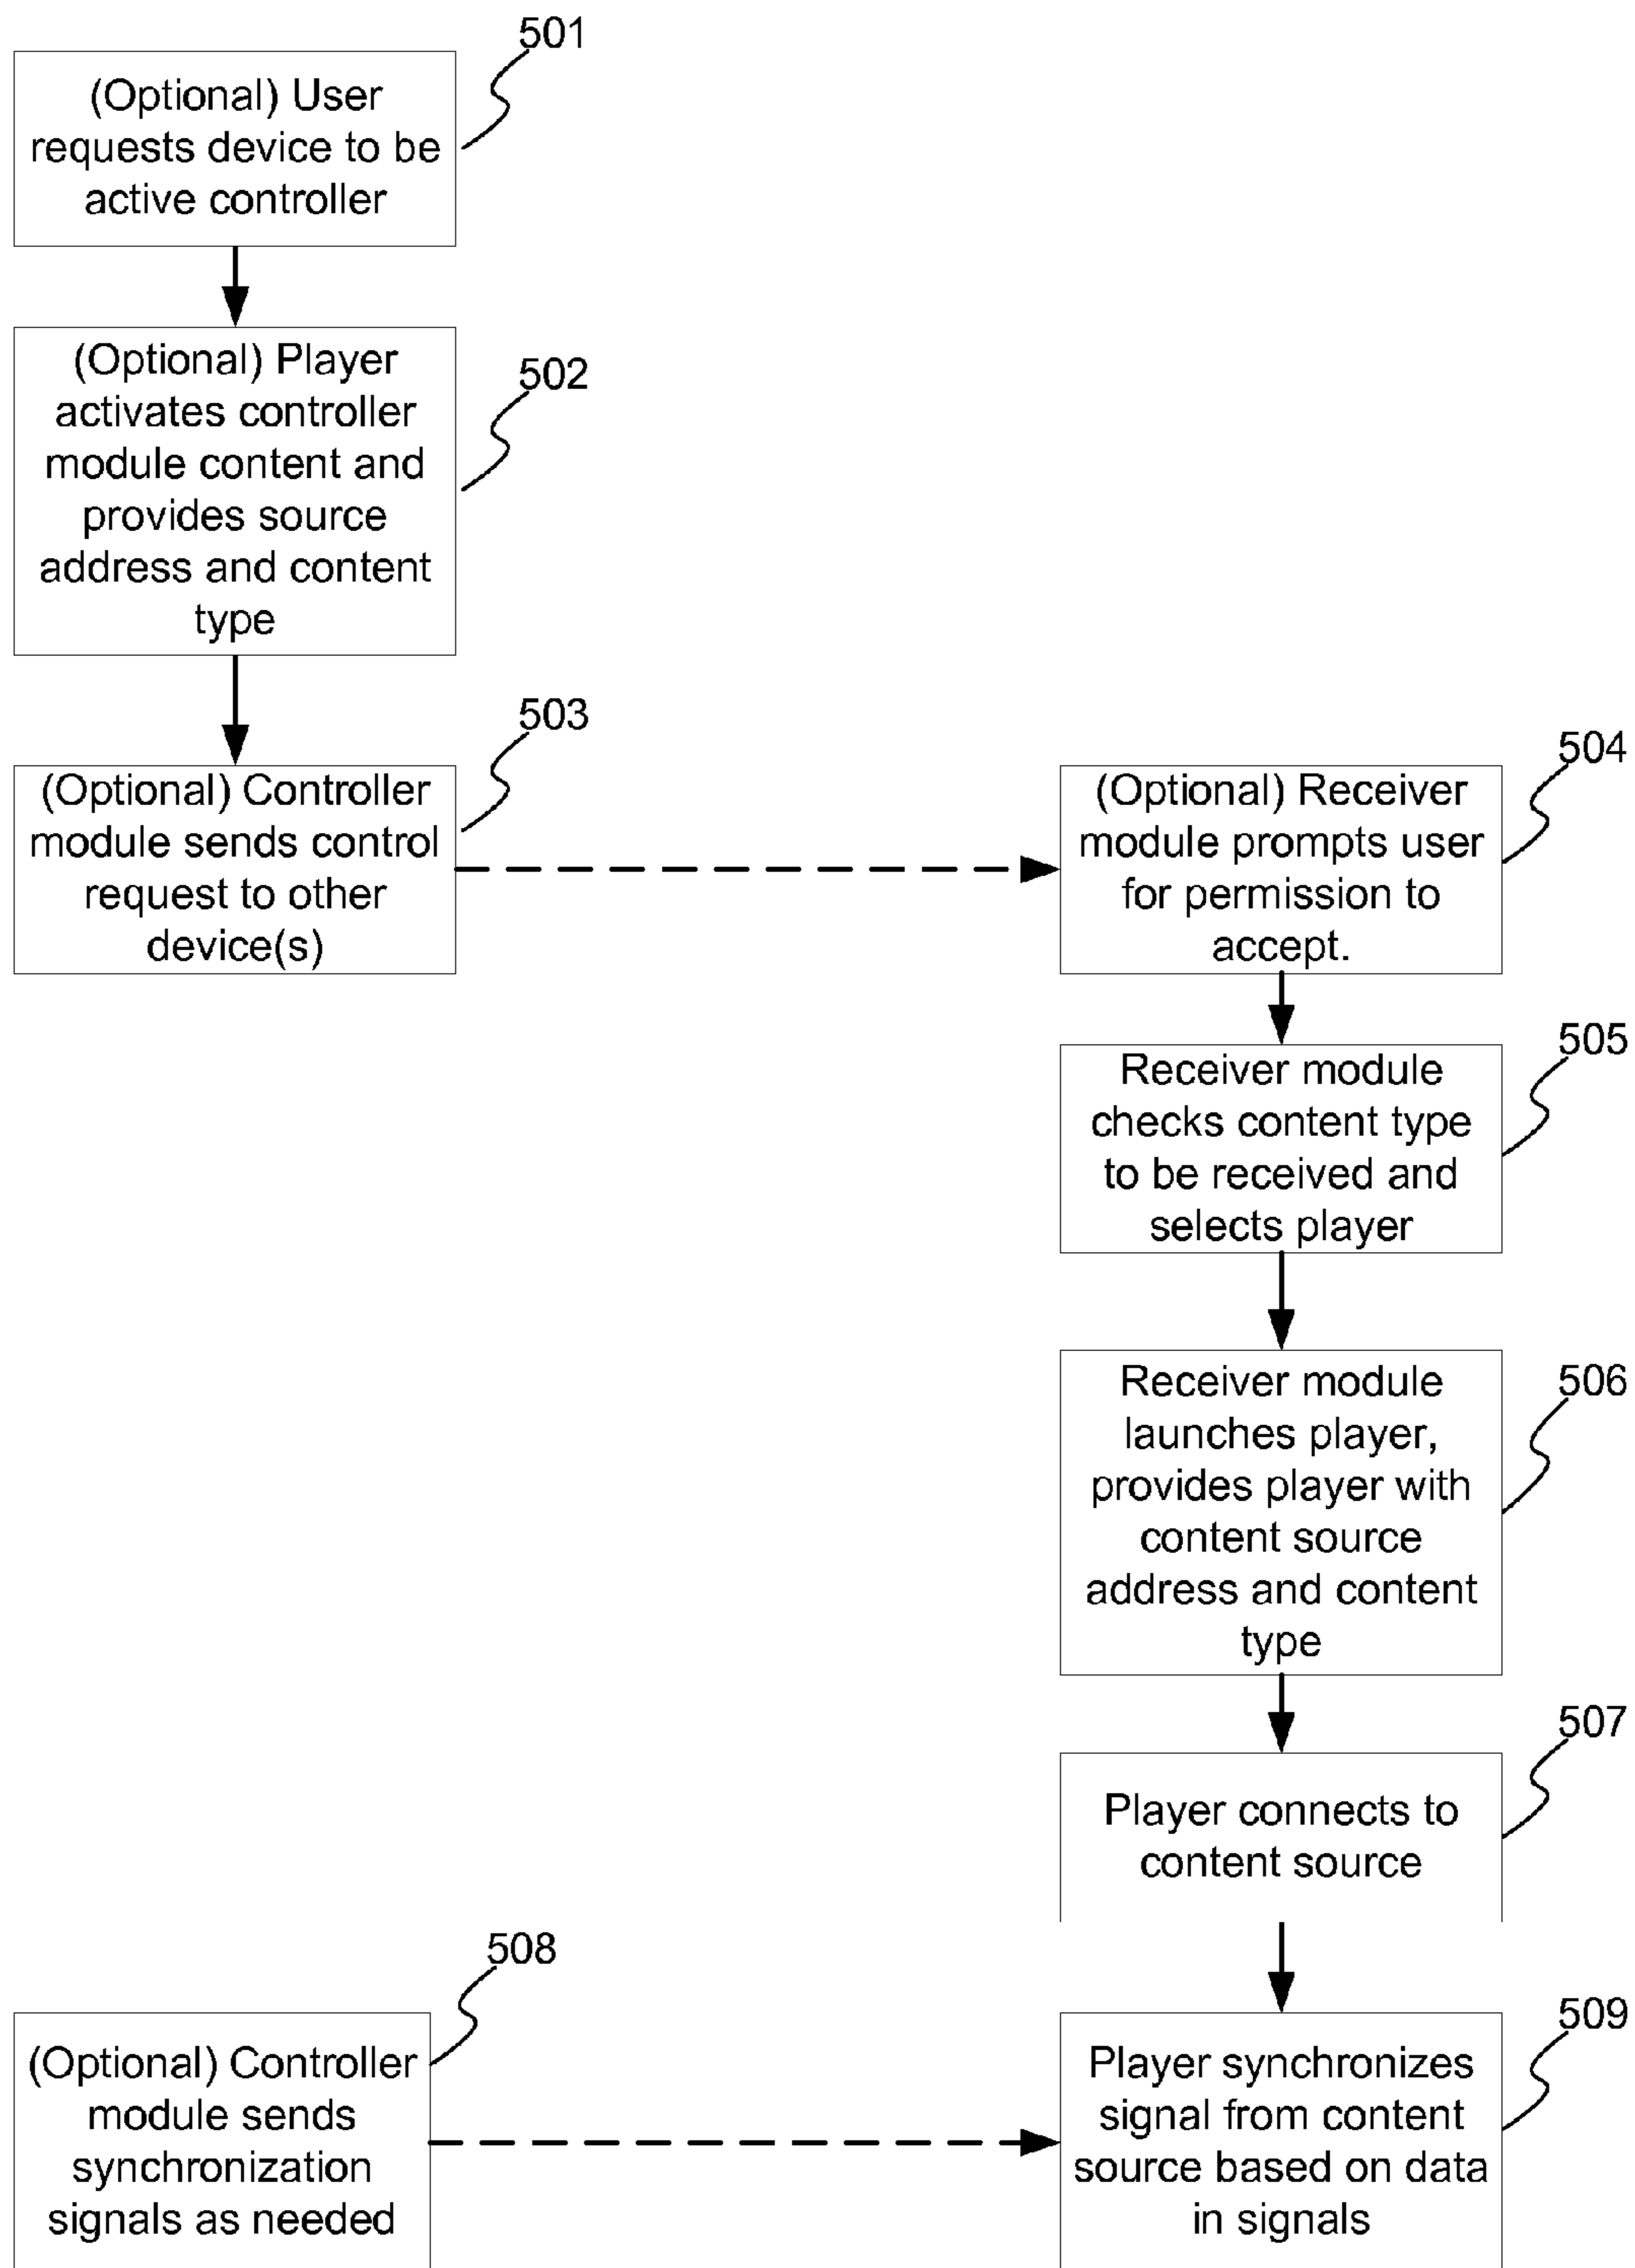 501
(Optional) User
requests device to be
active controller
502
(Optional) Player
activates controller
module content and
provides source
address and content
type
503
(Optional) Controller
module sends control
request to other
device(s)
504
(Optional) Receiver
module prompts user
for permission to
accept.
505
Receiver module
checks content type
to be received and
selects player
506
Receiver module
launches player,
provides player with
content source
address and content
type
507
Player connects to
content source
508
(Optional) Controller
module sends
synchronization
signals as needed
509
Player synchronizes
signal from content
source based on data
in signals